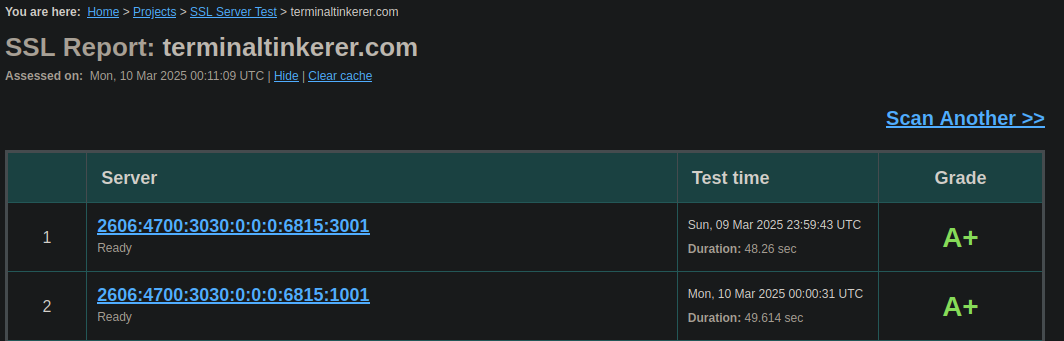 You are here: Home > Projects > SSL Server Test > terminaltinkerer.com
SSL Report: terminaltinkerer.com
Assessed on: Mon, 10 Mar 2025 00:11:09 UTC | Hide | Clear cache
Scan Another >>
Server Test time Grade
1 2606:4700:3030:0:0:0:6815:3001 Sun, 09 Mar 2025 23:59:43 UTC A+
Ready Duration: 48.26 sec
2 2606:4700:3030:0:0:0:6815:1001 Mon, 10 Mar 2025 00:00:31 UTC A+
Ready Duration: 49.614 sec